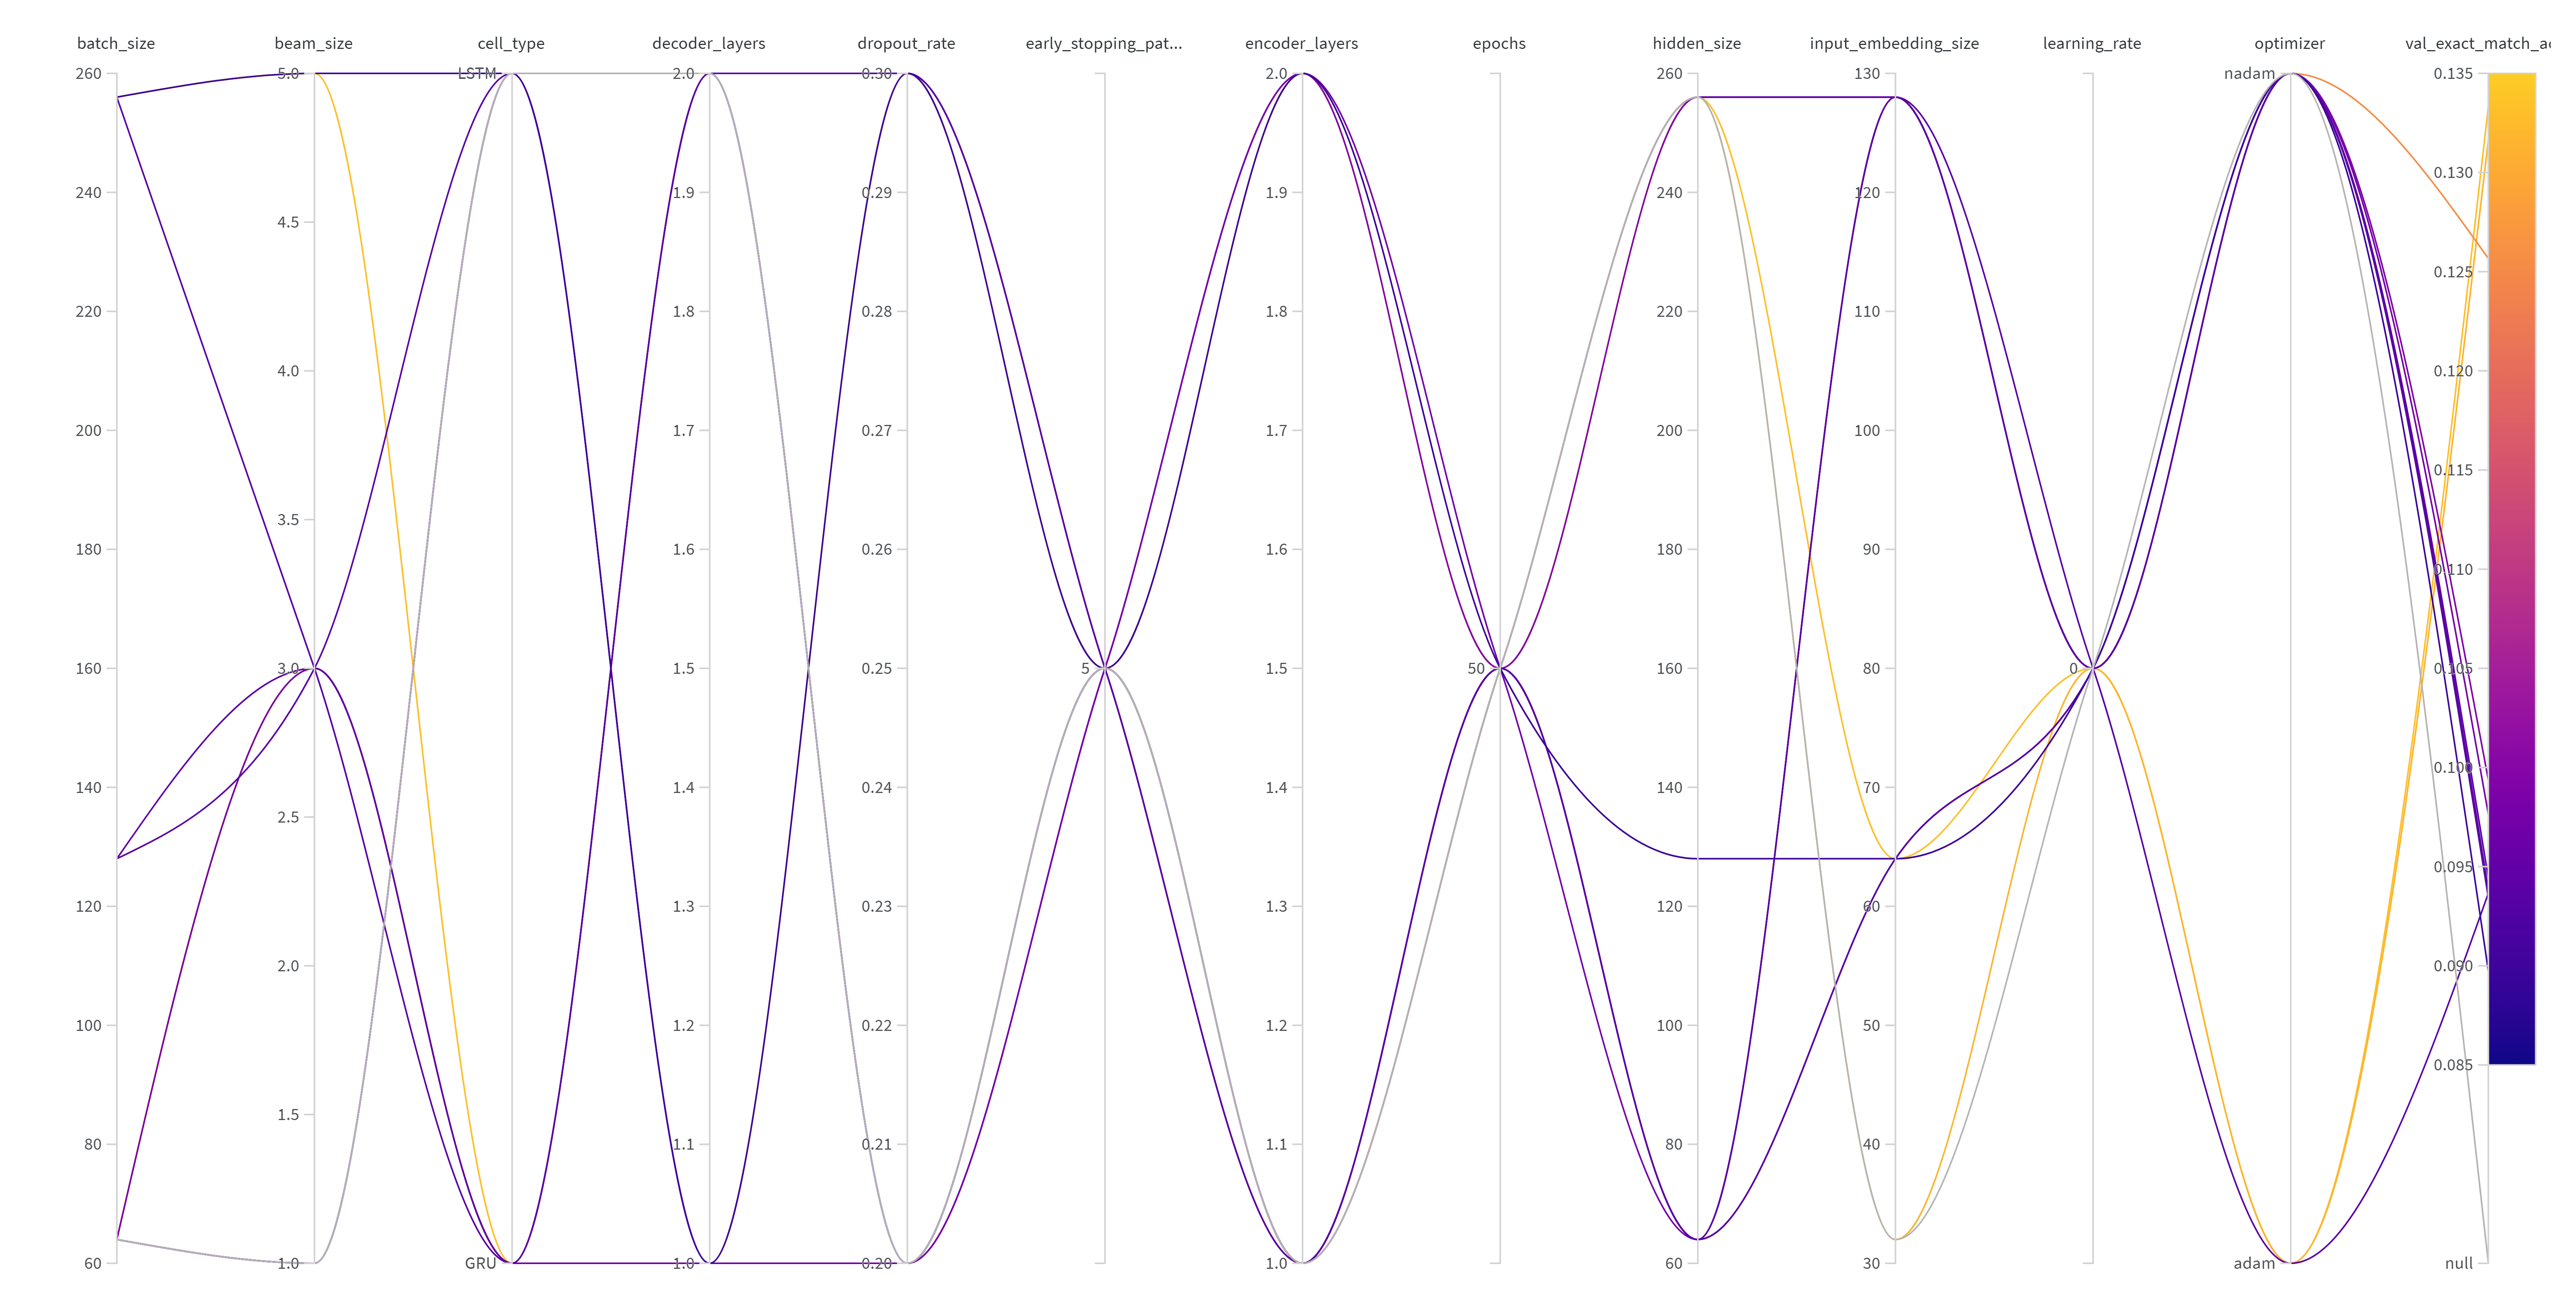 batch_size beam_size cell_type decoder_layers dropout_rate early_stopping_pat... encoder_layers epochs hidden_size input_embedding_size learning_rate optimizer val_exact_match_a
260 5.0 LSTM 2.0 0.30 2.0 260 130 nadam 0.135
0.130
240 1.9 0.29 1.9 240 120
4.5
0.125
220 1.8 0.28 1.8 220 110
4.0 0.120
200 1.7 0.27 1.7 200 100
0.115
3.5
180 1.6 0.26 1.6 180 90
0.110
160 3.0 1.5 0.25 5 1.5 50 160 80 0 0.105
0.100
140 1.4 0.24 1.4 140 70
2.5
0.095
120 1.3 0.23 1.3 120 60
2.0 0.090
100 1.2 0.22 1.2 100 50
0.085
1.5
80 1.1 0.21 1.1 80 40
60 1.0 GRU 1.0 0.20 1.0 60 30 adam null